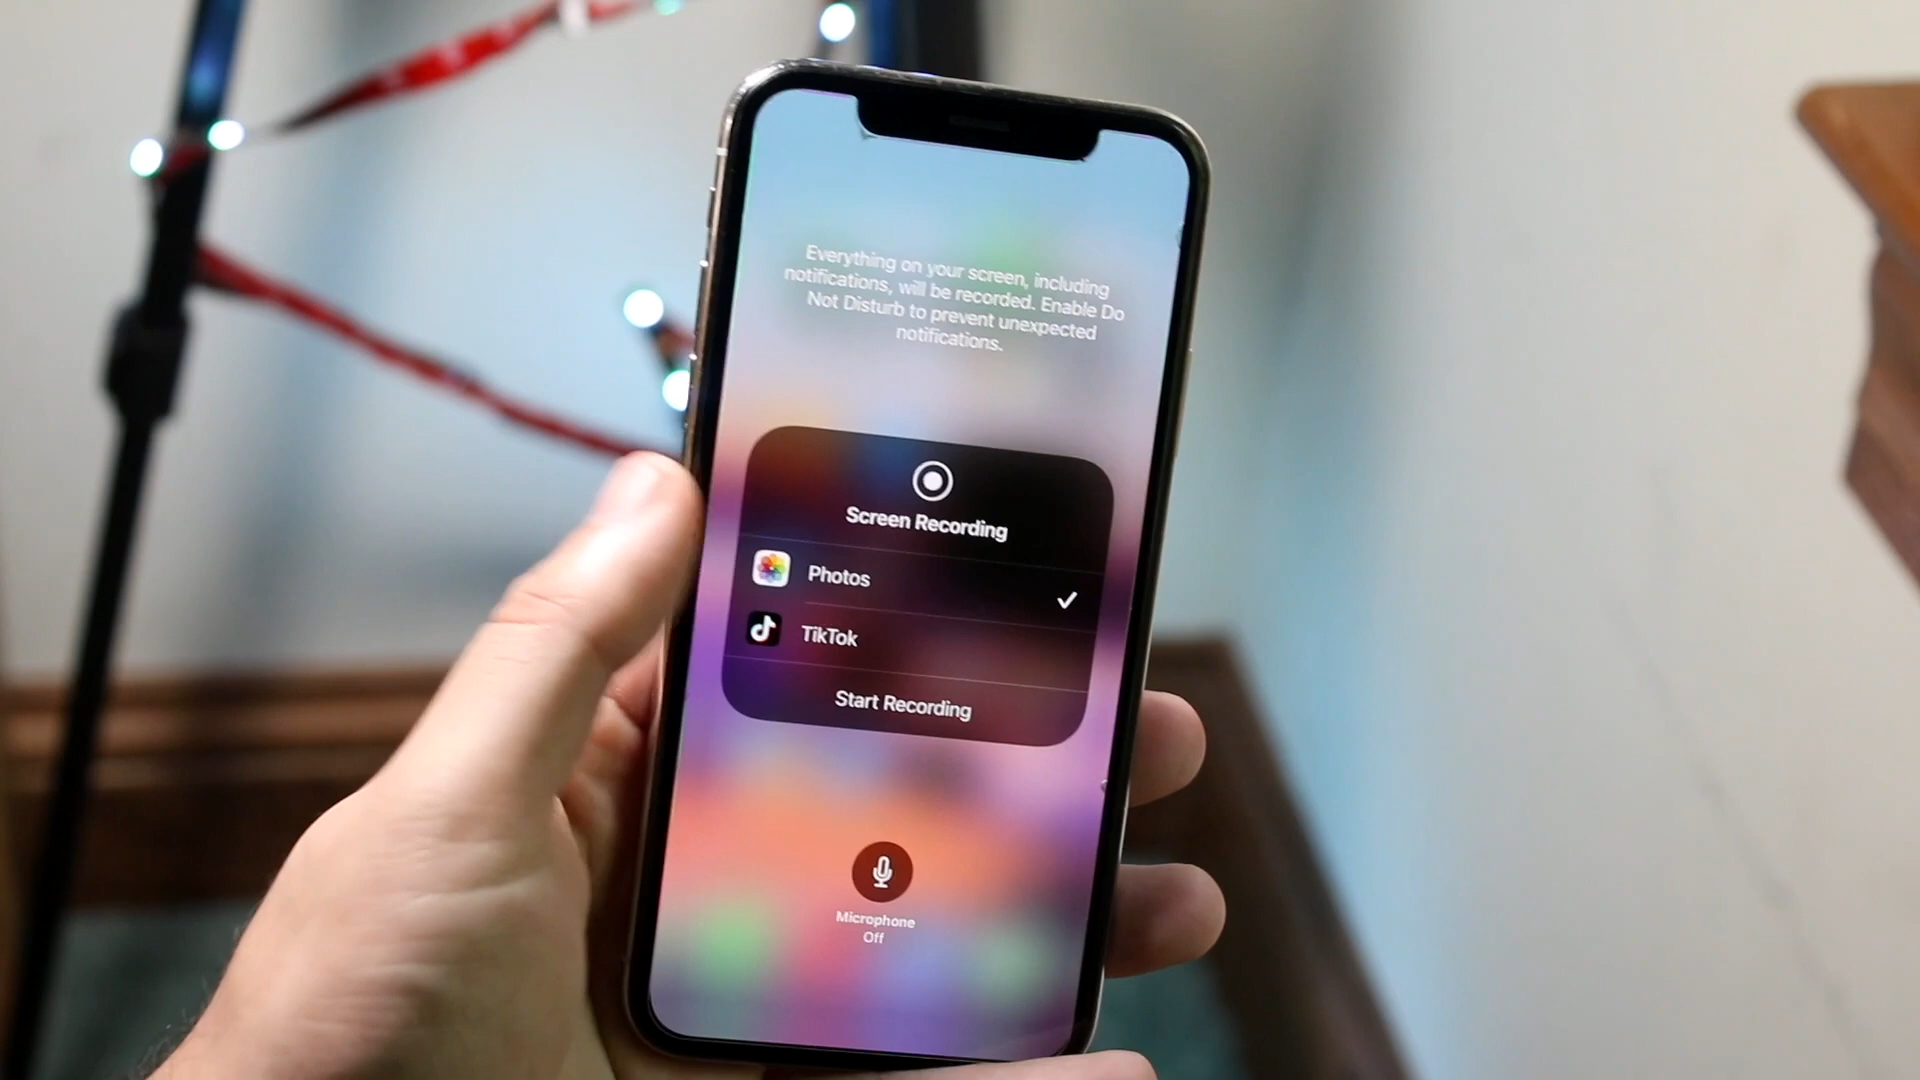 Everything on your screen, including
notifications, will be recorded. Enable Do
Not Disturb to prevent unexpected
notifications.
Screen Recording
Photos
TikTok
Start Recording
Microphone
Off